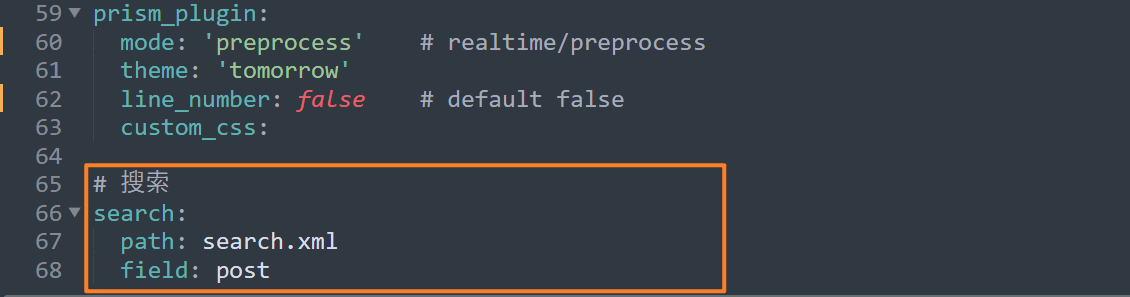 59 prism_plugin:
60 mode: 'preprocess' # realtime/preprocess
61 theme: 'tomorrow'
62 line_number: false # default false
63 custom_css:
64
65 # 搜索
66 search:
67 path: search.xml
68 field: post